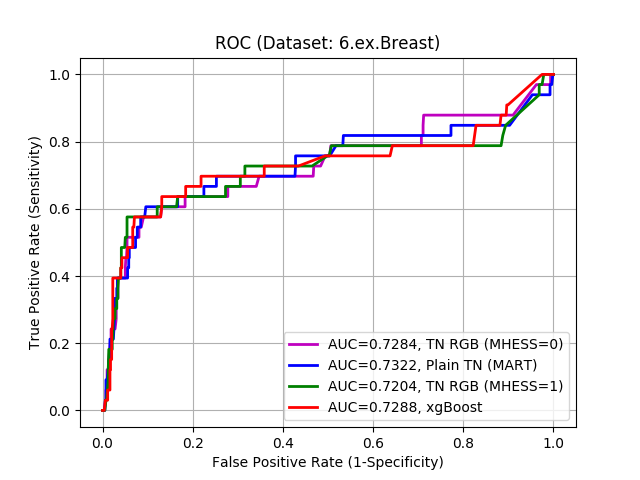 ROC (Dataset: 6.ex.Breast)
True Positive Rate (Sensitivity)
1.0
0.8
0.6
0.4
0.2
0.0
AUC=0.7284, TN RGB (MHESS=0)
AUC=0.7322, Plain TN (MART)
AUC=0.7204, TN RGB (MHESS=1)
AUC=0.7288, xgBoost
0.0 0.2 0.4 0.6 0.8 1.0
False Positive Rate (1-Specificity)